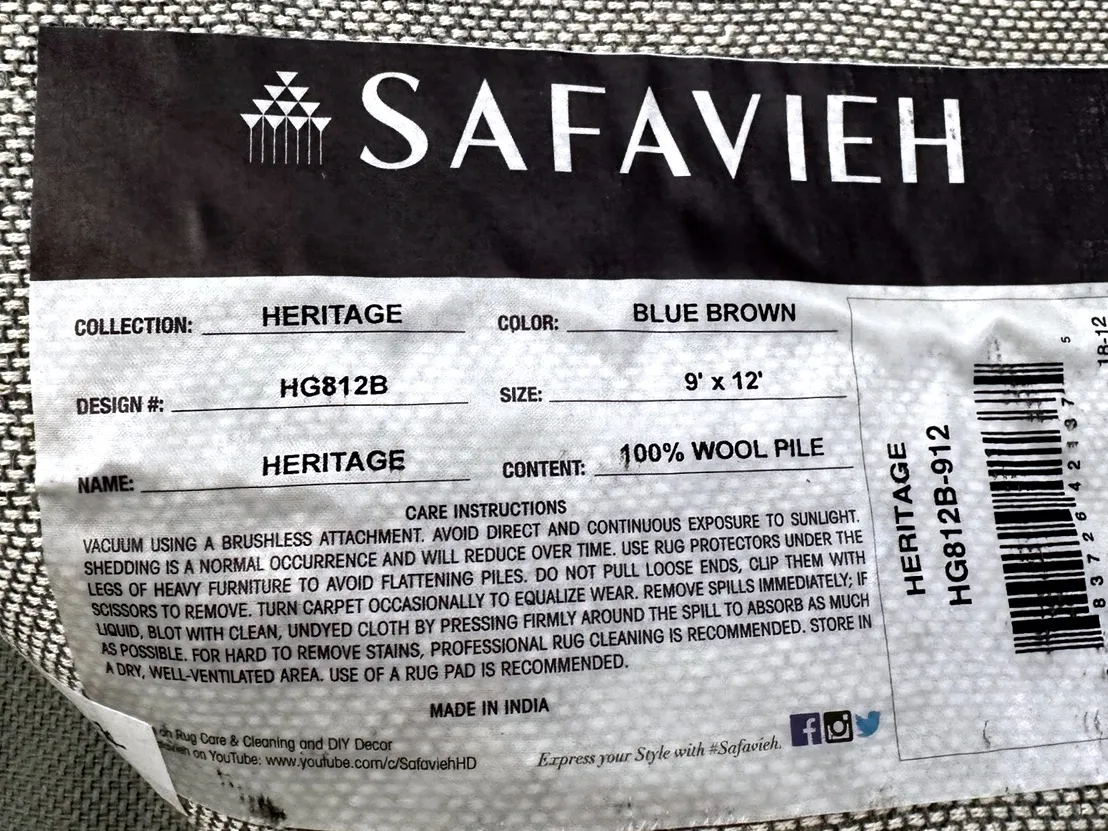 SAFAVIEH
COLLECTION: HERITAGE
COLOR: BLUE BROWN
DESIGN #: HG812B
SIZE: 9' x 12'
NAME: HERITAGE
CONTENT: 100% WOOL PILE
CARE INSTRUCTIONS
VACUUM USING A BRUSHLESS ATTACHMENT. AVOID DIRECT AND CONTINUOUS EXPOSURE TO SUNLIGHT.
SHEDDING IS A NORMAL OCCURRENCE AND WILL REDUCE OVER TIME. USE RUG PROTECTORS UNDER THE
LEGS OF HEAVY FURNITURE TO AVOID FLATTENING PILES. DO NOT PULL LOOSE ENDS, CLIP THEM WITH
SCISSORS TO REMOVE. TURN CARPET OCCASIONALLY TO EQUALIZE WEAR. REMOVE SPILLS IMMEDIATELY; IF
LIQUID, BLOT WITH CLEAN, UNDYED CLOTH BY PRESSING FIRMLY AROUND THE SPILL TO ABSORB AS MUCH
AS POSSIBLE. FOR HARD TO REMOVE STAINS, PROFESSIONAL RUG CLEANING IS RECOMMENDED. STORE IN
A DRY, WELL-VENTILATED AREA. USE OF A RUG PAD IS RECOMMENDED.
MADE IN INDIA
on Rug Care & Cleaning and DIY Decor
on YouTube: www.youtube.com/c/SafaviehHD
Express your Style with #Safavieh.
HERITAGE
HG812B-912
8 37264 2137 5
18-12